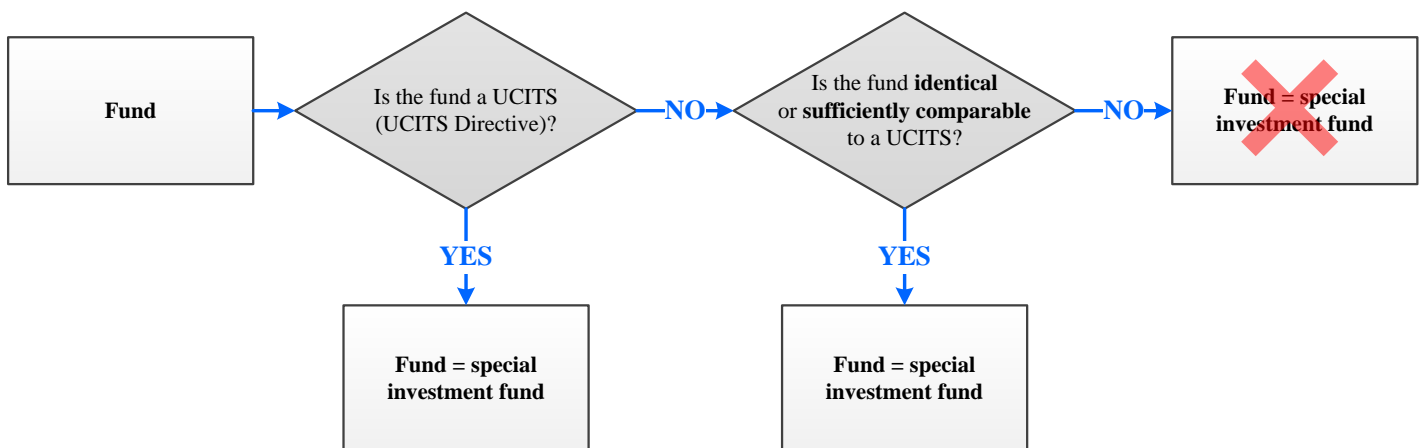 Fund
Is the fund a UCITS
(UCITS Directive)?
NO
Is the fund identical
or sufficiently comparable
to a UCITS?
NO
Fund = special
investment fund
YES
YES
Fund = special
investment fund
Fund = special
investment fund